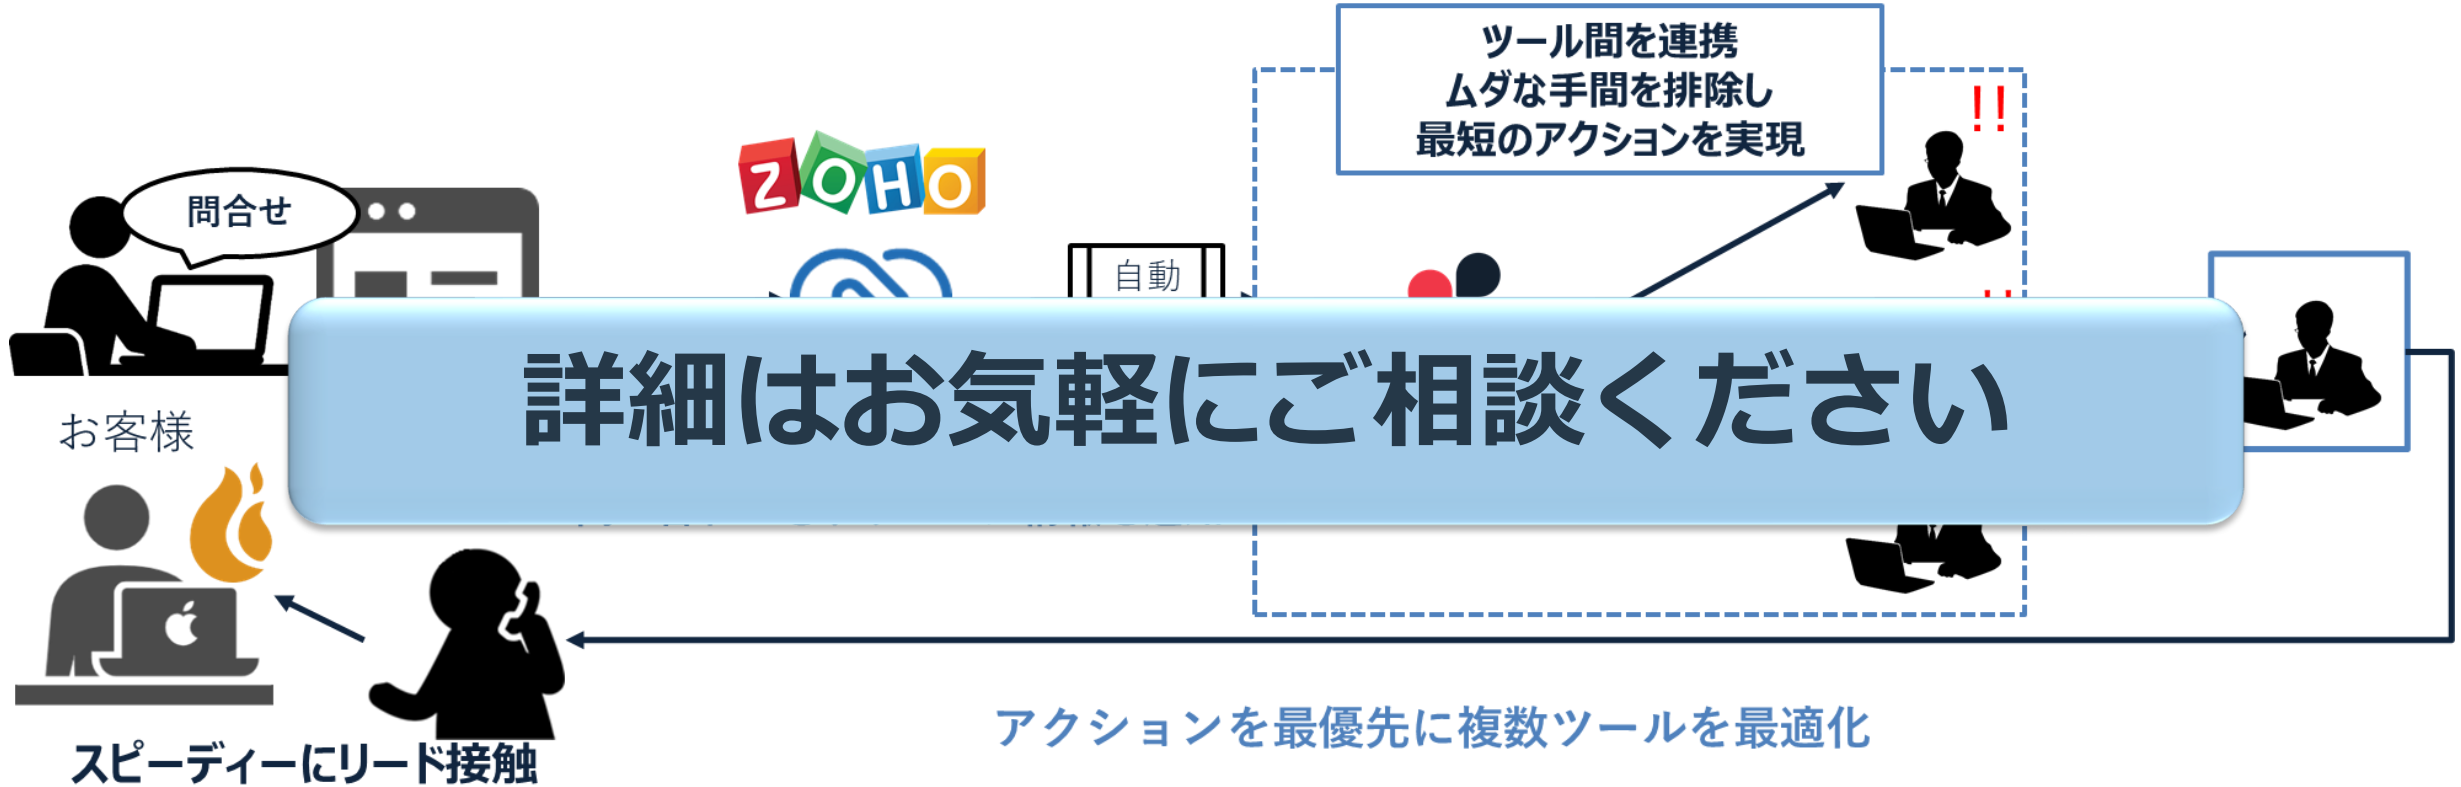 ツール間を連携
ムダな手間を排除し
最短のアクションを実現
!!
ZOHO
問合せ
自動
詳細はお気軽にご相談ください
お客様
アクションを最優先に複数ツールを最適化
スピーディーにリード接触